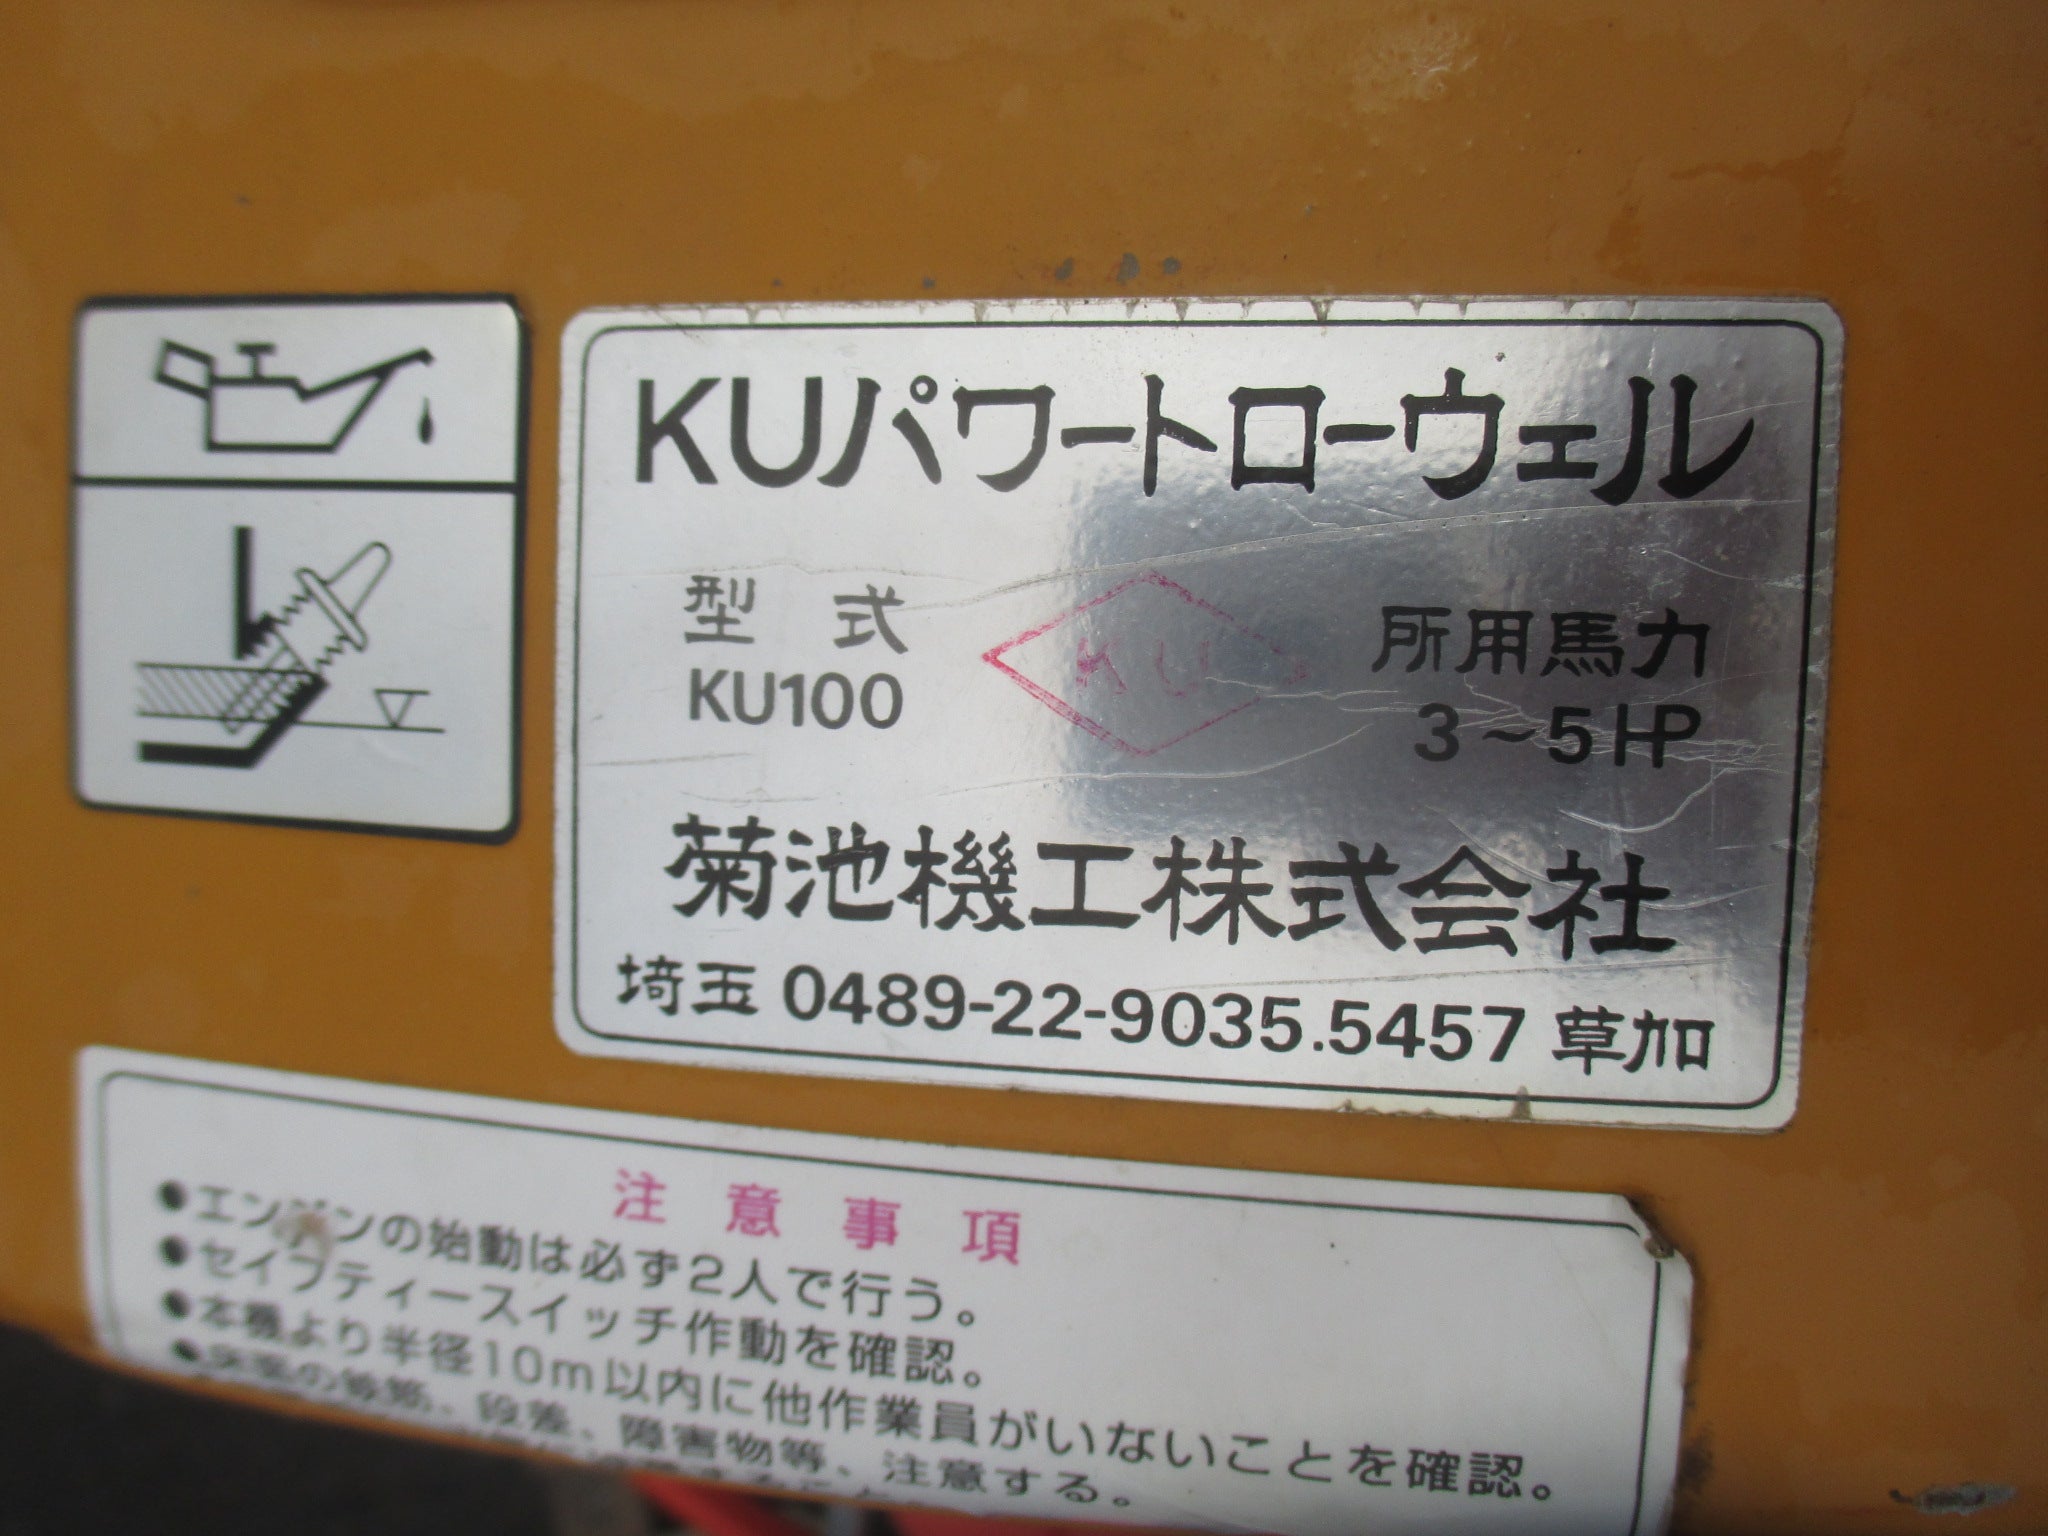 KUパワートローウェル
型式
KU100
KU
所用馬力
3~5HP
菊池機工株式会社
埼玉 0489-22-9035.5457 草加
注意事項
●エンジンの始動は必ず2人で行う。
●セイフティースイッチ作動を確認。
●本機より半径10m以内に他作業員がいないことを確認。
段差、障害物等、注意する。